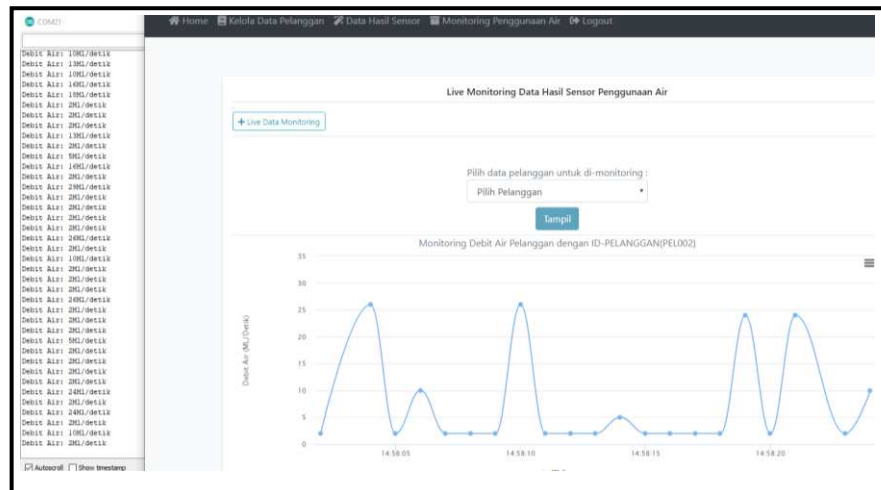 COM21
Debit Air: 10Ml/detik
Debit Air: 13Ml/detik
Debit Air: 10Ml/detik
Debit Air: 16Ml/detik
Debit Air: 18Ml/detik
Debit Air: 2Ml/detik
Debit Air: 2Ml/detik
Debit Air: 2Ml/detik
Debit Air: 13Ml/detik
Debit Air: 2Ml/detik
Debit Air: 5Ml/detik
Debit Air: 16Ml/detik
Debit Air: 2Ml/detik
Debit Air: 29Ml/detik
Debit Air: 2Ml/detik
Debit Air: 2Ml/detik
Debit Air: 2Ml/detik
Debit Air: 2Ml/detik
Debit Air: 26Ml/detik
Debit Air: 2Ml/detik
Debit Air: 10Ml/detik
Debit Air: 2Ml/detik
Debit Air: 2Ml/detik
Debit Air: 2Ml/detik
Debit Air: 26Ml/detik
Debit Air: 2Ml/detik
Debit Air: 2Ml/detik
Debit Air: 2Ml/detik
Debit Air: 5Ml/detik
Debit Air: 2Ml/detik
Debit Air: 2Ml/detik
Debit Air: 2Ml/detik
Debit Air: 2Ml/detik
Debit Air: 24Ml/detik
Debit Air: 2Ml/detik
Debit Air: 24Ml/detik
Debit Air: 2Ml/detik
Debit Air: 10Ml/detik
Debit Air: 2Ml/detik
Autoscroll Show timestamp
Home Kelola Data Pelanggan Data Hasil Sensor Monitoring Penggunaan Air Logout
Live Monitoring Data Hasil Sensor Penggunaan Air
+ Live Data Monitoring
Pilih data pelanggan untuk di-monitoring :
Pilih Pelanggan
Tampil
Monitoring Debit Air Pelanggan dengan ID-PELANGGAN(PEL002)
Debit Air (ML/Detik)
35
30
25
20
15
10
5
0
14:58:05 14:58:10 14:58:15 14:58:20